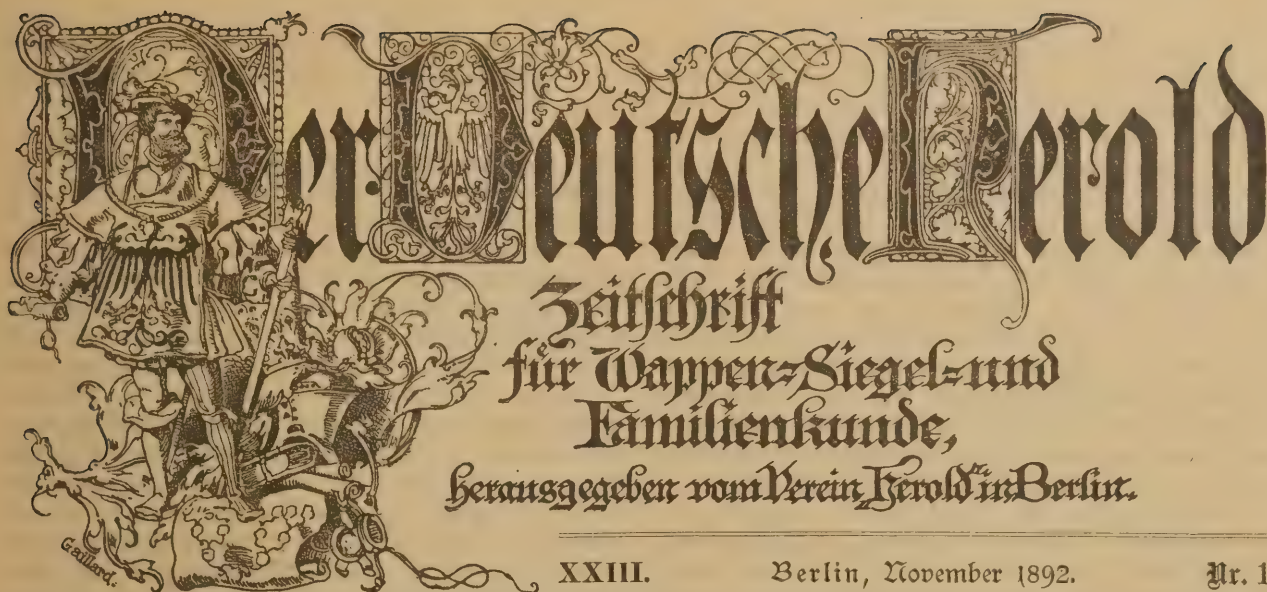 Der Deutsche Herold
Zeitschrift
für Wappen-Siegel-und
Familienkunde,
herausgegeben vom Verein „Herold“ in Berlin.
Gaillard.
XXIII. Berlin, November 1892. Nr. 1